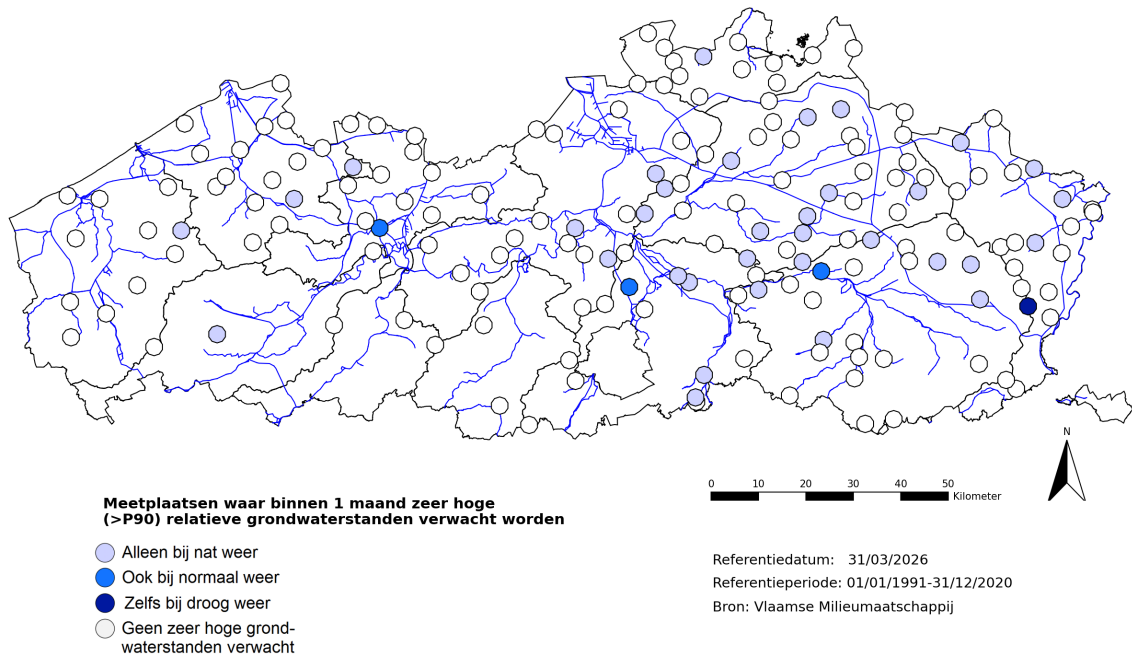 N
0 10 20 30 40 50
Kilometer
Meetplaatsen waar binnen 1 maand zeer hoge
(>P90) relatieve grondwaterstanden verwacht worden
Alleen bij nat weer
Ook bij normaal weer
Zelfs bij droog weer
Geen zeer hoge grond-
waterstanden verwacht
Referentiedatum: 31/03/2026
Referentieperiode: 01/01/1991-31/12/2020
Bron: Vlaamse Milieumaatschappij